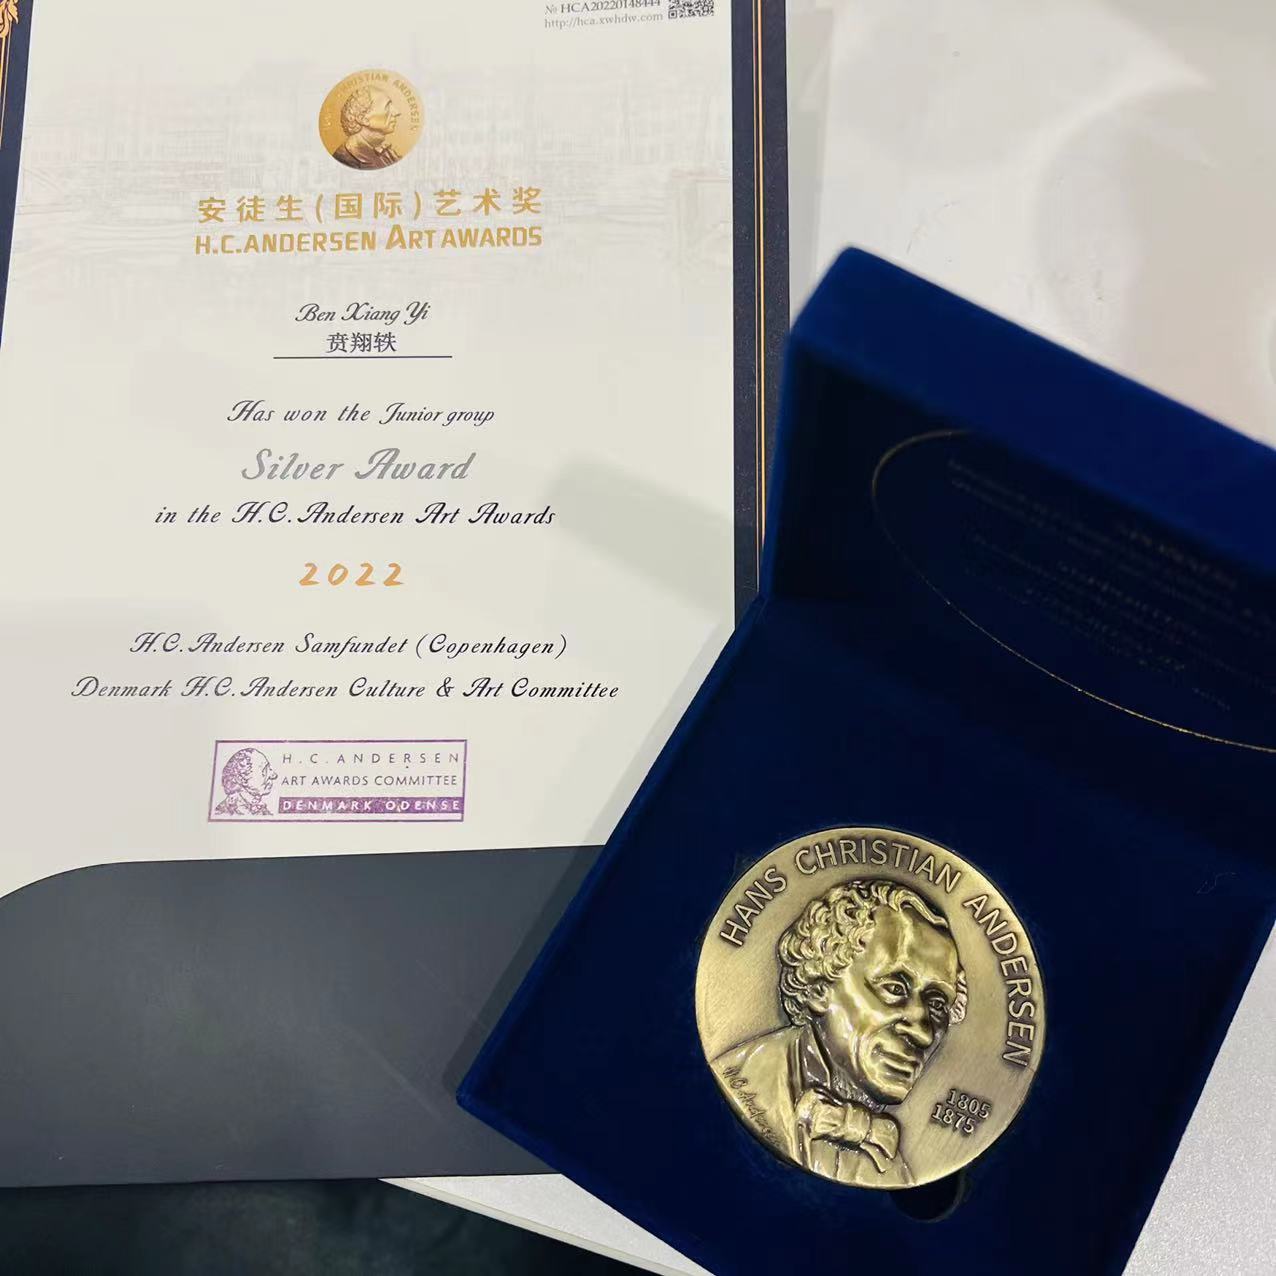 № HCA20220148444
http://hca.xwhdw.com
安徒生(国际)艺术奖
H.C.ANDERSEN ART AWARDS
Ben Xiang Yi
贲翔轶
Has won the Junior group
Silver Award
in the H.C.Andersen Art Awards
2022
H.C.Andersen Samfundet (Copenhagen)
Denmark H.C.Andersen Culture & Art Committee
H.C.ANDERSEN
ART AWARDS COMMITTEE
DENMARK ODENSE
HANS CHRISTIAN ANDERSEN
1805
1875